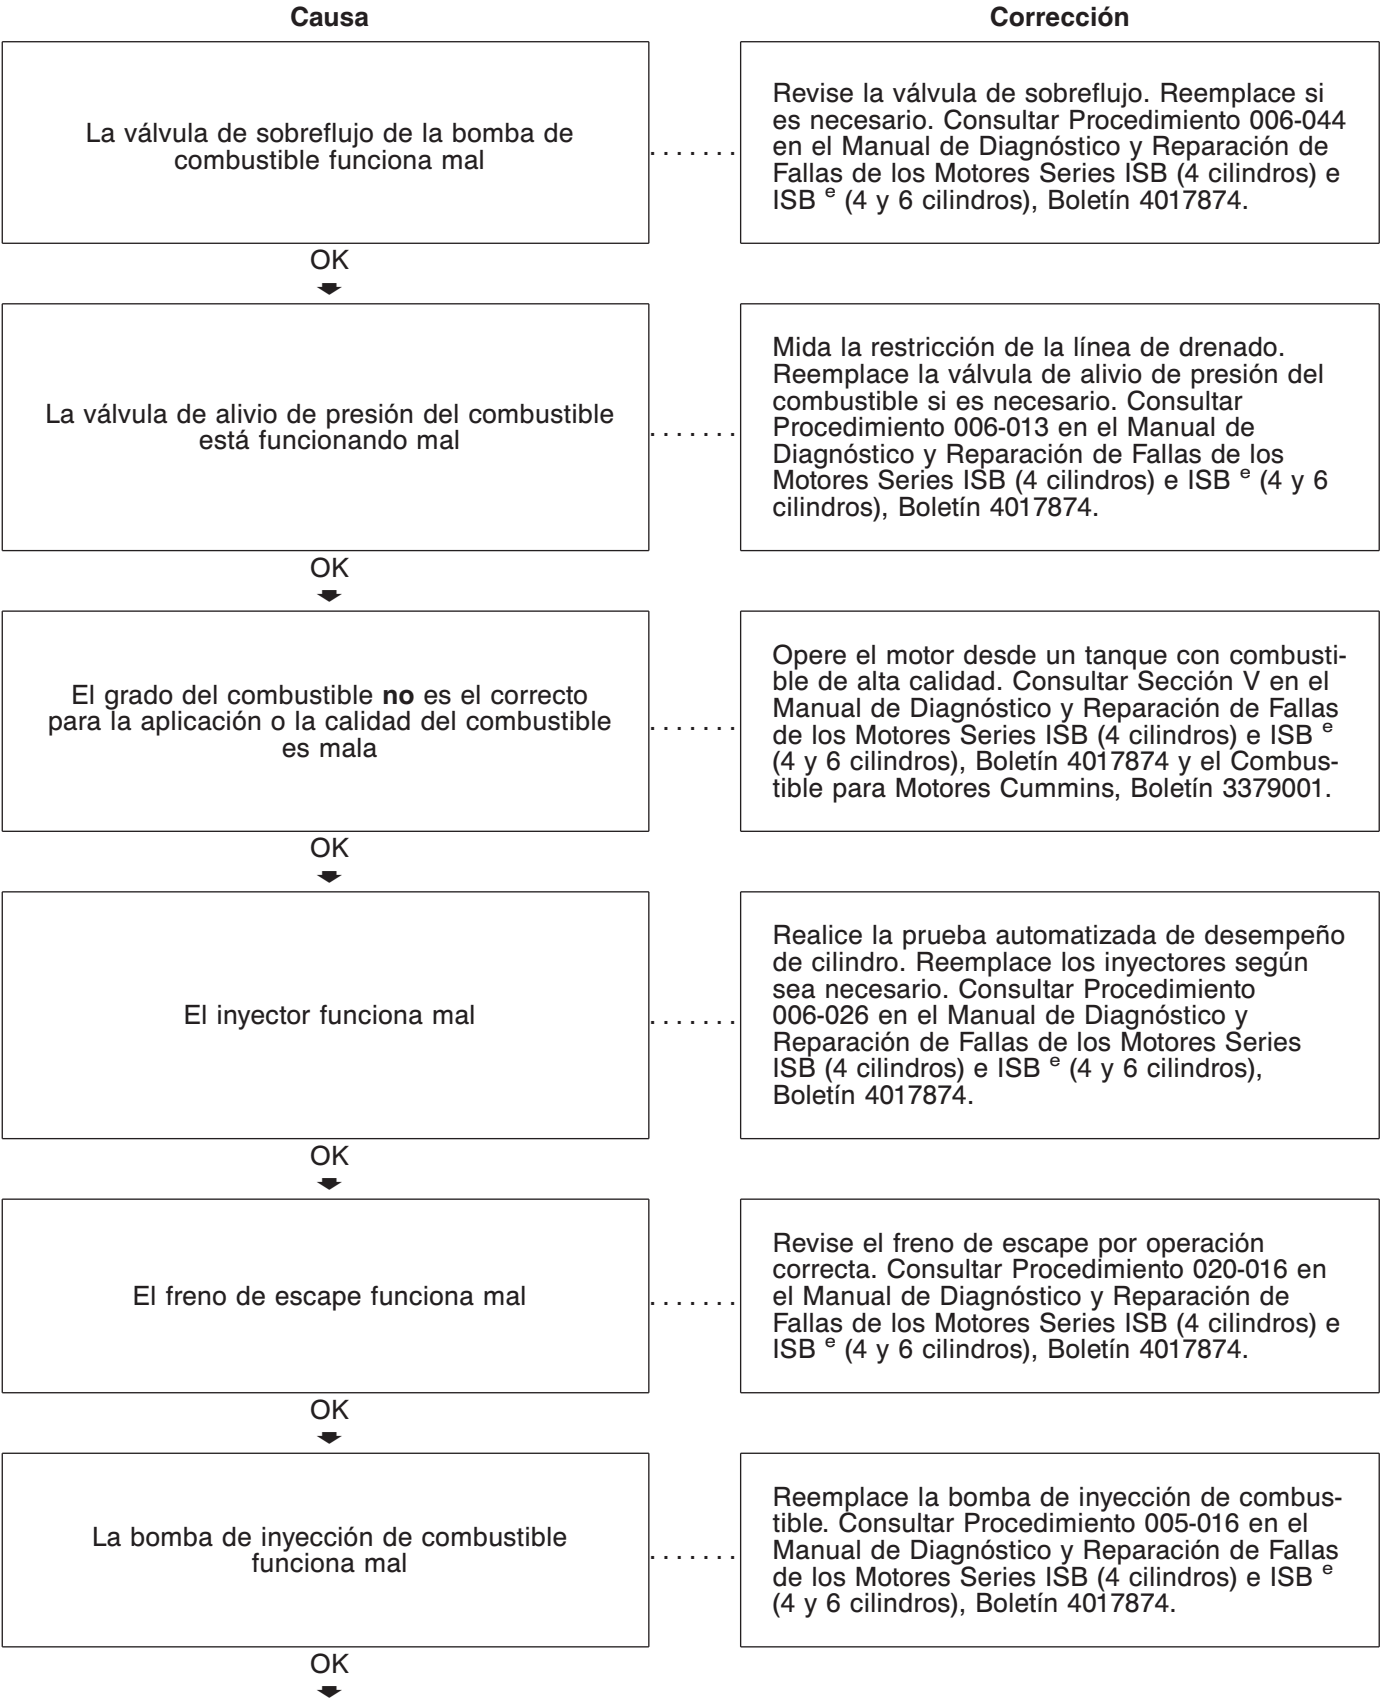 Causa
Corrección
La válvula de sobreflujo de la bomba de
combustible funciona mal
. . . . . . .
Revise la válvula de sobreflujo. Reemplace si
es necesario. Consultar Procedimiento 006-044
en el Manual de Diagnóstico y Reparación de
Fallas de los Motores Series ISB (4 cilindros) e
ISB e (4 y 6 cilindros), Boletín 4017874.
OK
La válvula de alivio de presión del combustible
está funcionando mal
. . . . . . .
Mida la restricción de la línea de drenado.
Reemplace la válvula de alivio de presión del
combustible si es necesario. Consultar
Procedimiento 006-013 en el Manual de
Diagnóstico y Reparación de Fallas de los
Motores Series ISB (4 cilindros) e ISB e (4 y 6
cilindros), Boletín 4017874.
OK
El grado del combustible no es el correcto
para la aplicación o la calidad del combustible
es mala
. . . . . . .
Opere el motor desde un tanque con combusti-
ble de alta calidad. Consultar Sección V en el
Manual de Diagnóstico y Reparación de Fallas
de los Motores Series ISB (4 cilindros) e ISB e
(4 y 6 cilindros), Boletín 4017874 y el Combus-
tible para Motores Cummins, Boletín 3379001.
OK
El inyector funciona mal
. . . . . . .
Realice la prueba automatizada de desempeño
de cilindro. Reemplace los inyectores según
sea necesario. Consultar Procedimiento
006-026 en el Manual de Diagnóstico y
Reparación de Fallas de los Motores Series
ISB (4 cilindros) e ISB e (4 y 6 cilindros),
Boletín 4017874.
OK
El freno de escape funciona mal
. . . . . . .
Revise el freno de escape por operación
correcta. Consultar Procedimiento 020-016 en
el Manual de Diagnóstico y Reparación de
Fallas de los Motores Series ISB (4 cilindros) e
ISB e (4 y 6 cilindros), Boletín 4017874.
OK
La bomba de inyección de combustible
funciona mal
. . . . . . .
Reemplace la bomba de inyección de combus-
tible. Consultar Procedimiento 005-016 en el
Manual de Diagnóstico y Reparación de Fallas
de los Motores Series ISB (4 cilindros) e ISB e
(4 y 6 cilindros), Boletín 4017874.
OK